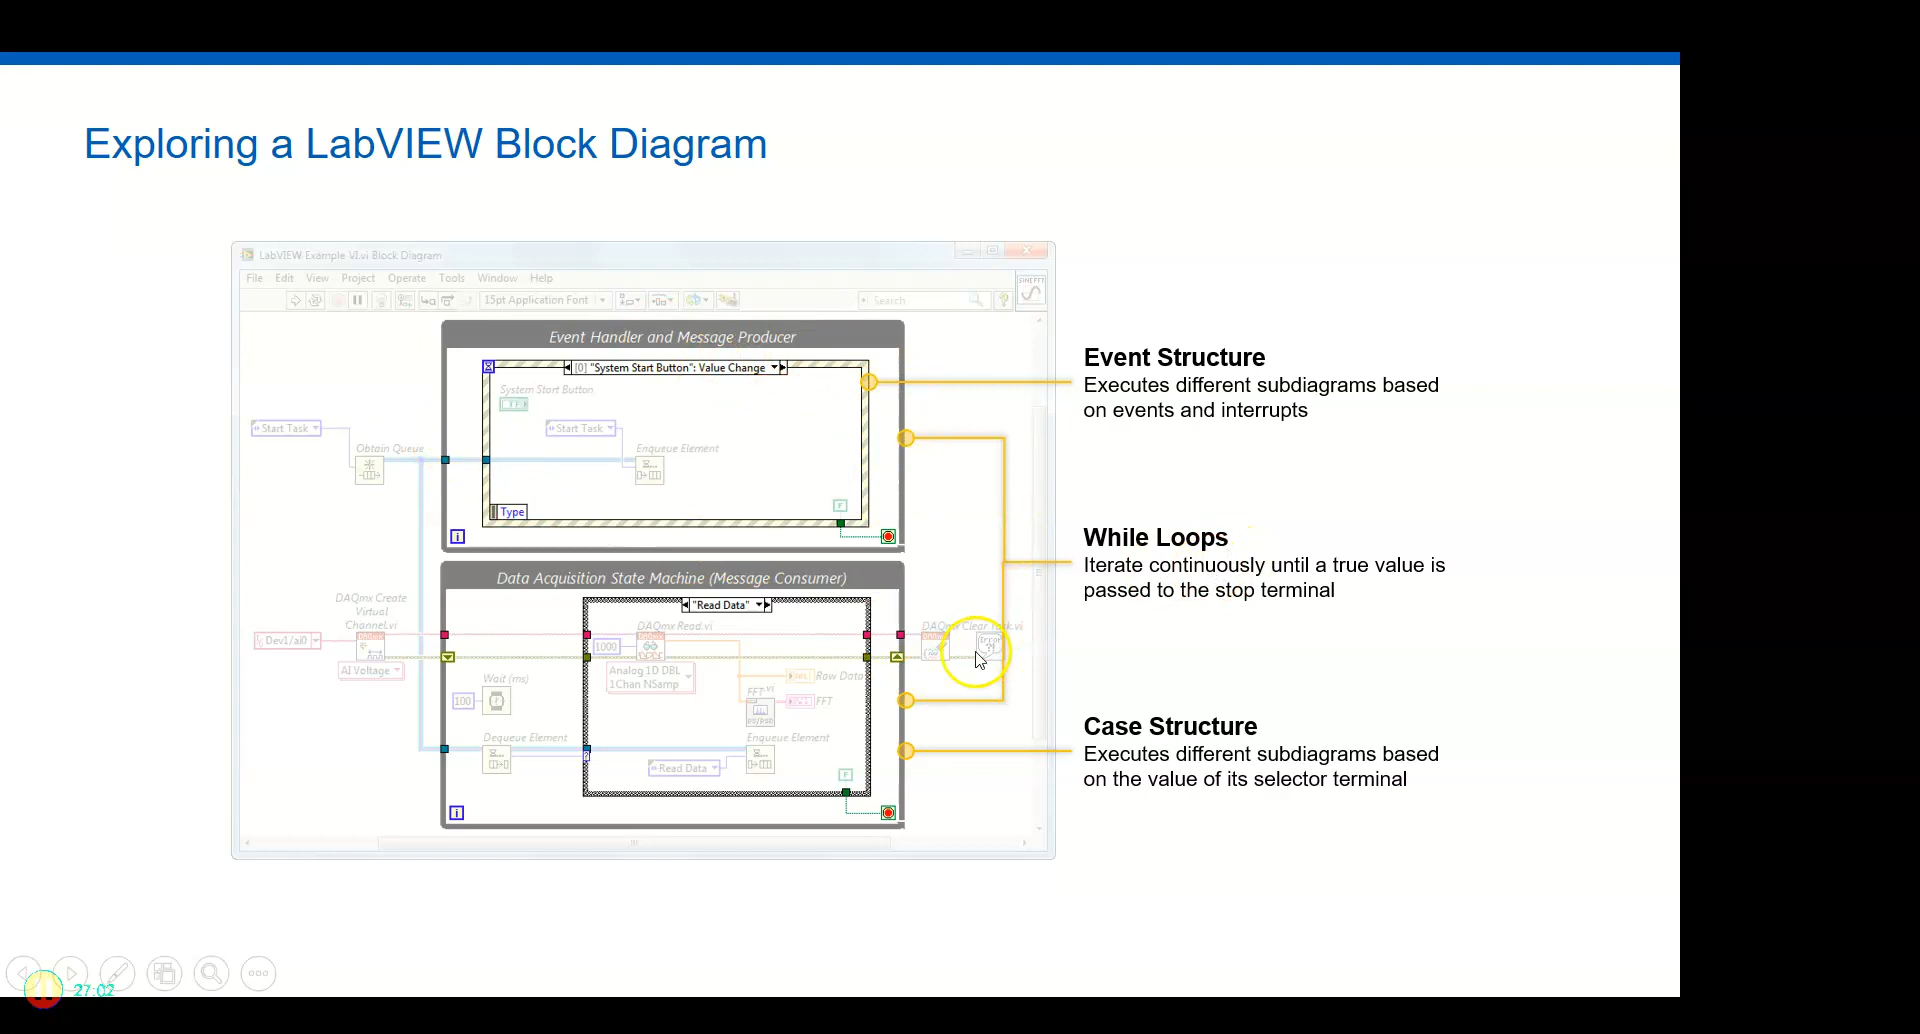 Exploring a LabVIEW Block Diagram
LabVIEW Example VI.vi Block Diagram
File Edit View Project Operate Tools Window Help
15pt Application Font
Search
Event Handler and Message Producer
[0] "System Start Button": Value Change
System Start Button
TF
Start Task
Start Task
Obtain Queue
Enqueue Element
Type
F
i
Event Structure
Executes different subdiagrams based
on events and interrupts
While Loops
Iterate continuously until a true value is
passed to the stop terminal
Data Acquisition State Machine (Message Consumer)
"Read Data"
DAQmx Create
Virtual
Channel.vi
Dev1/ai0
AI Voltage
DAQmx Read.vi
1000
Analog 1D DBL
1Chan NSamp
DAQmx Clear Task.vi
Raw Data
FFT.vi
FFT
Wait (ms)
100
Dequeue Element
Enqueue Element
Read Data
F
i
Case Structure
Executes different subdiagrams based
on the value of its selector terminal
27:02